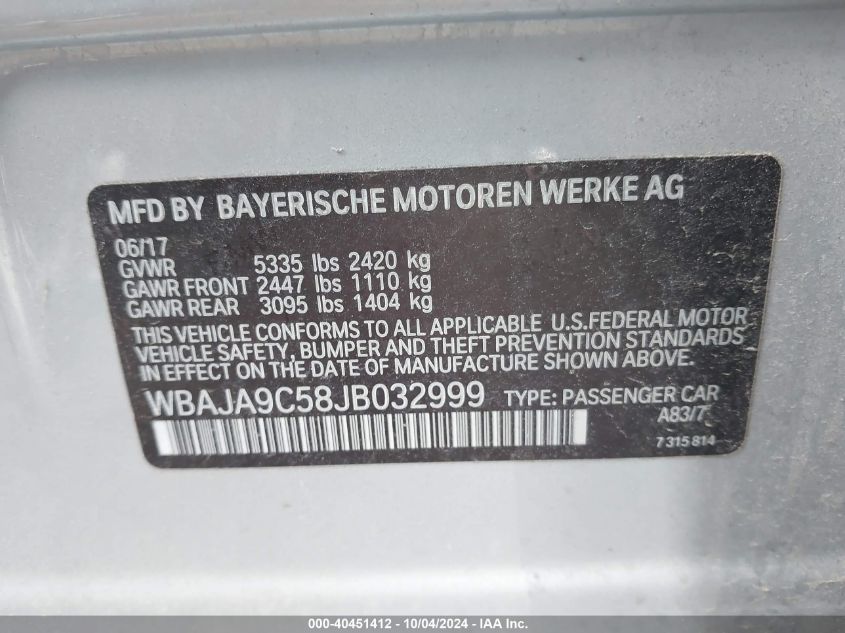 MFD BY BAYERISCHE MOTOREN WERKE AG
06/17
GVWR 5335 lbs 2420 kg
GAWR FRONT 2447 lbs 1110 kg
GAWR REAR 3095 lbs 1404 kg
THIS VEHICLE CONFORMS TO ALL APPLICABLE U.S.FEDERAL MOTOR
VEHICLE SAFETY, BUMPER AND THEFT PREVENTION STANDARDS
IN EFFECT ON THE DATE OF MANUFACTURE SHOWN ABOVE.
WBAJA9C58JB032999 TYPE: PASSENGER CAR
A83/7
7 315 814
000-40451412 - 10/04/2024 - IAA Inc.